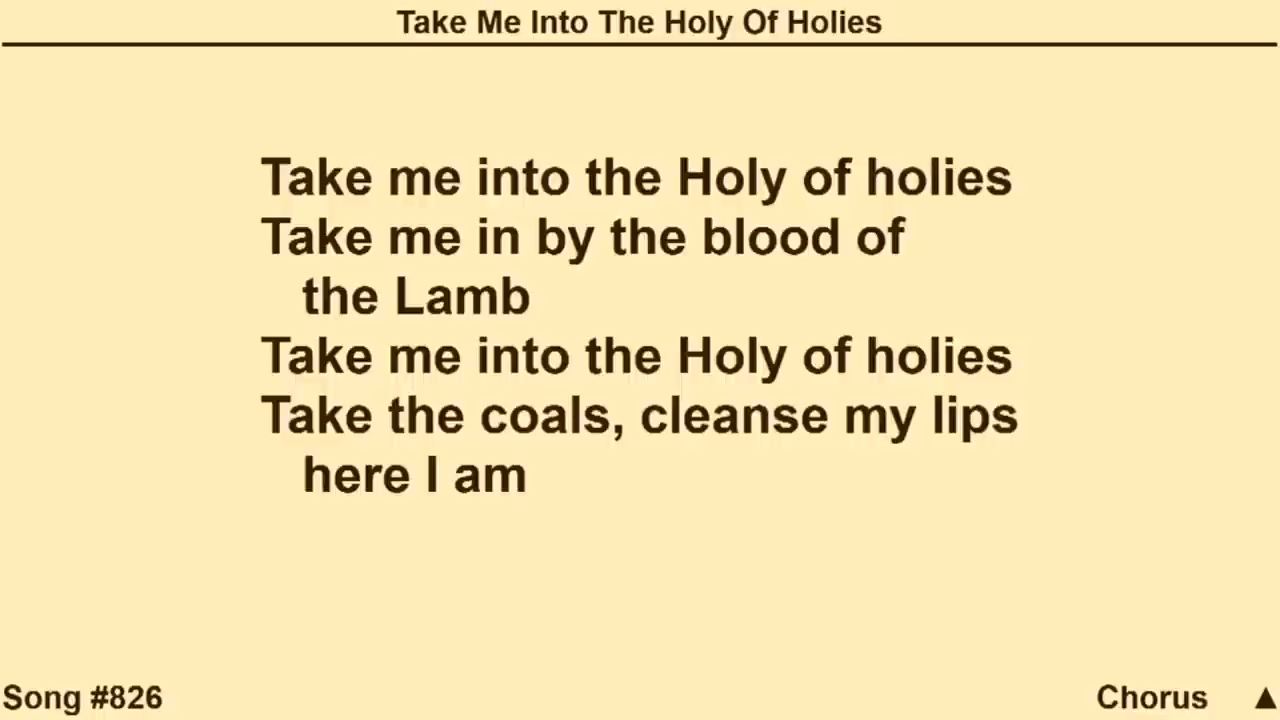 Take Me Into The Holy Of Holies
Take me into the Holy of holies
Take me in by the blood of
the Lamb
Take me into the Holy of holies
Take the coals, cleanse my lips
here I am
Song #826
Chorus ▲